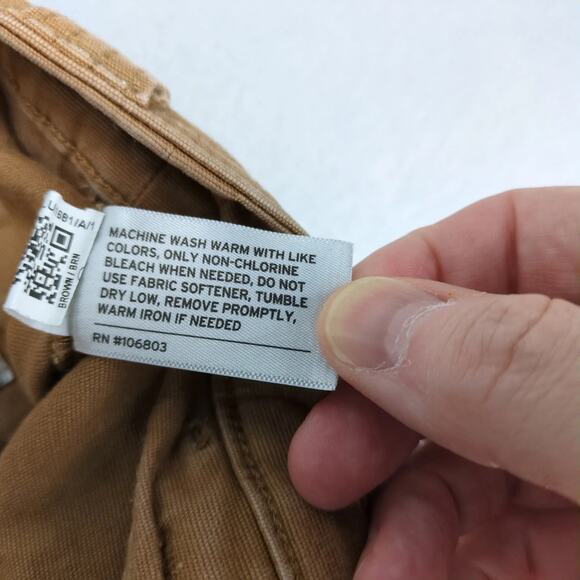 MACHINE WASH WARM WITH LIKE
COLORS, ONLY NON-CHLORINE
BLEACH WHEN NEEDED, DO NOT
USE FABRIC SOFTENER, TUMBLE
DRY LOW, REMOVE PROMPTLY,
WARM IRON IF NEEDED
RN #106803
BROWN / BRN